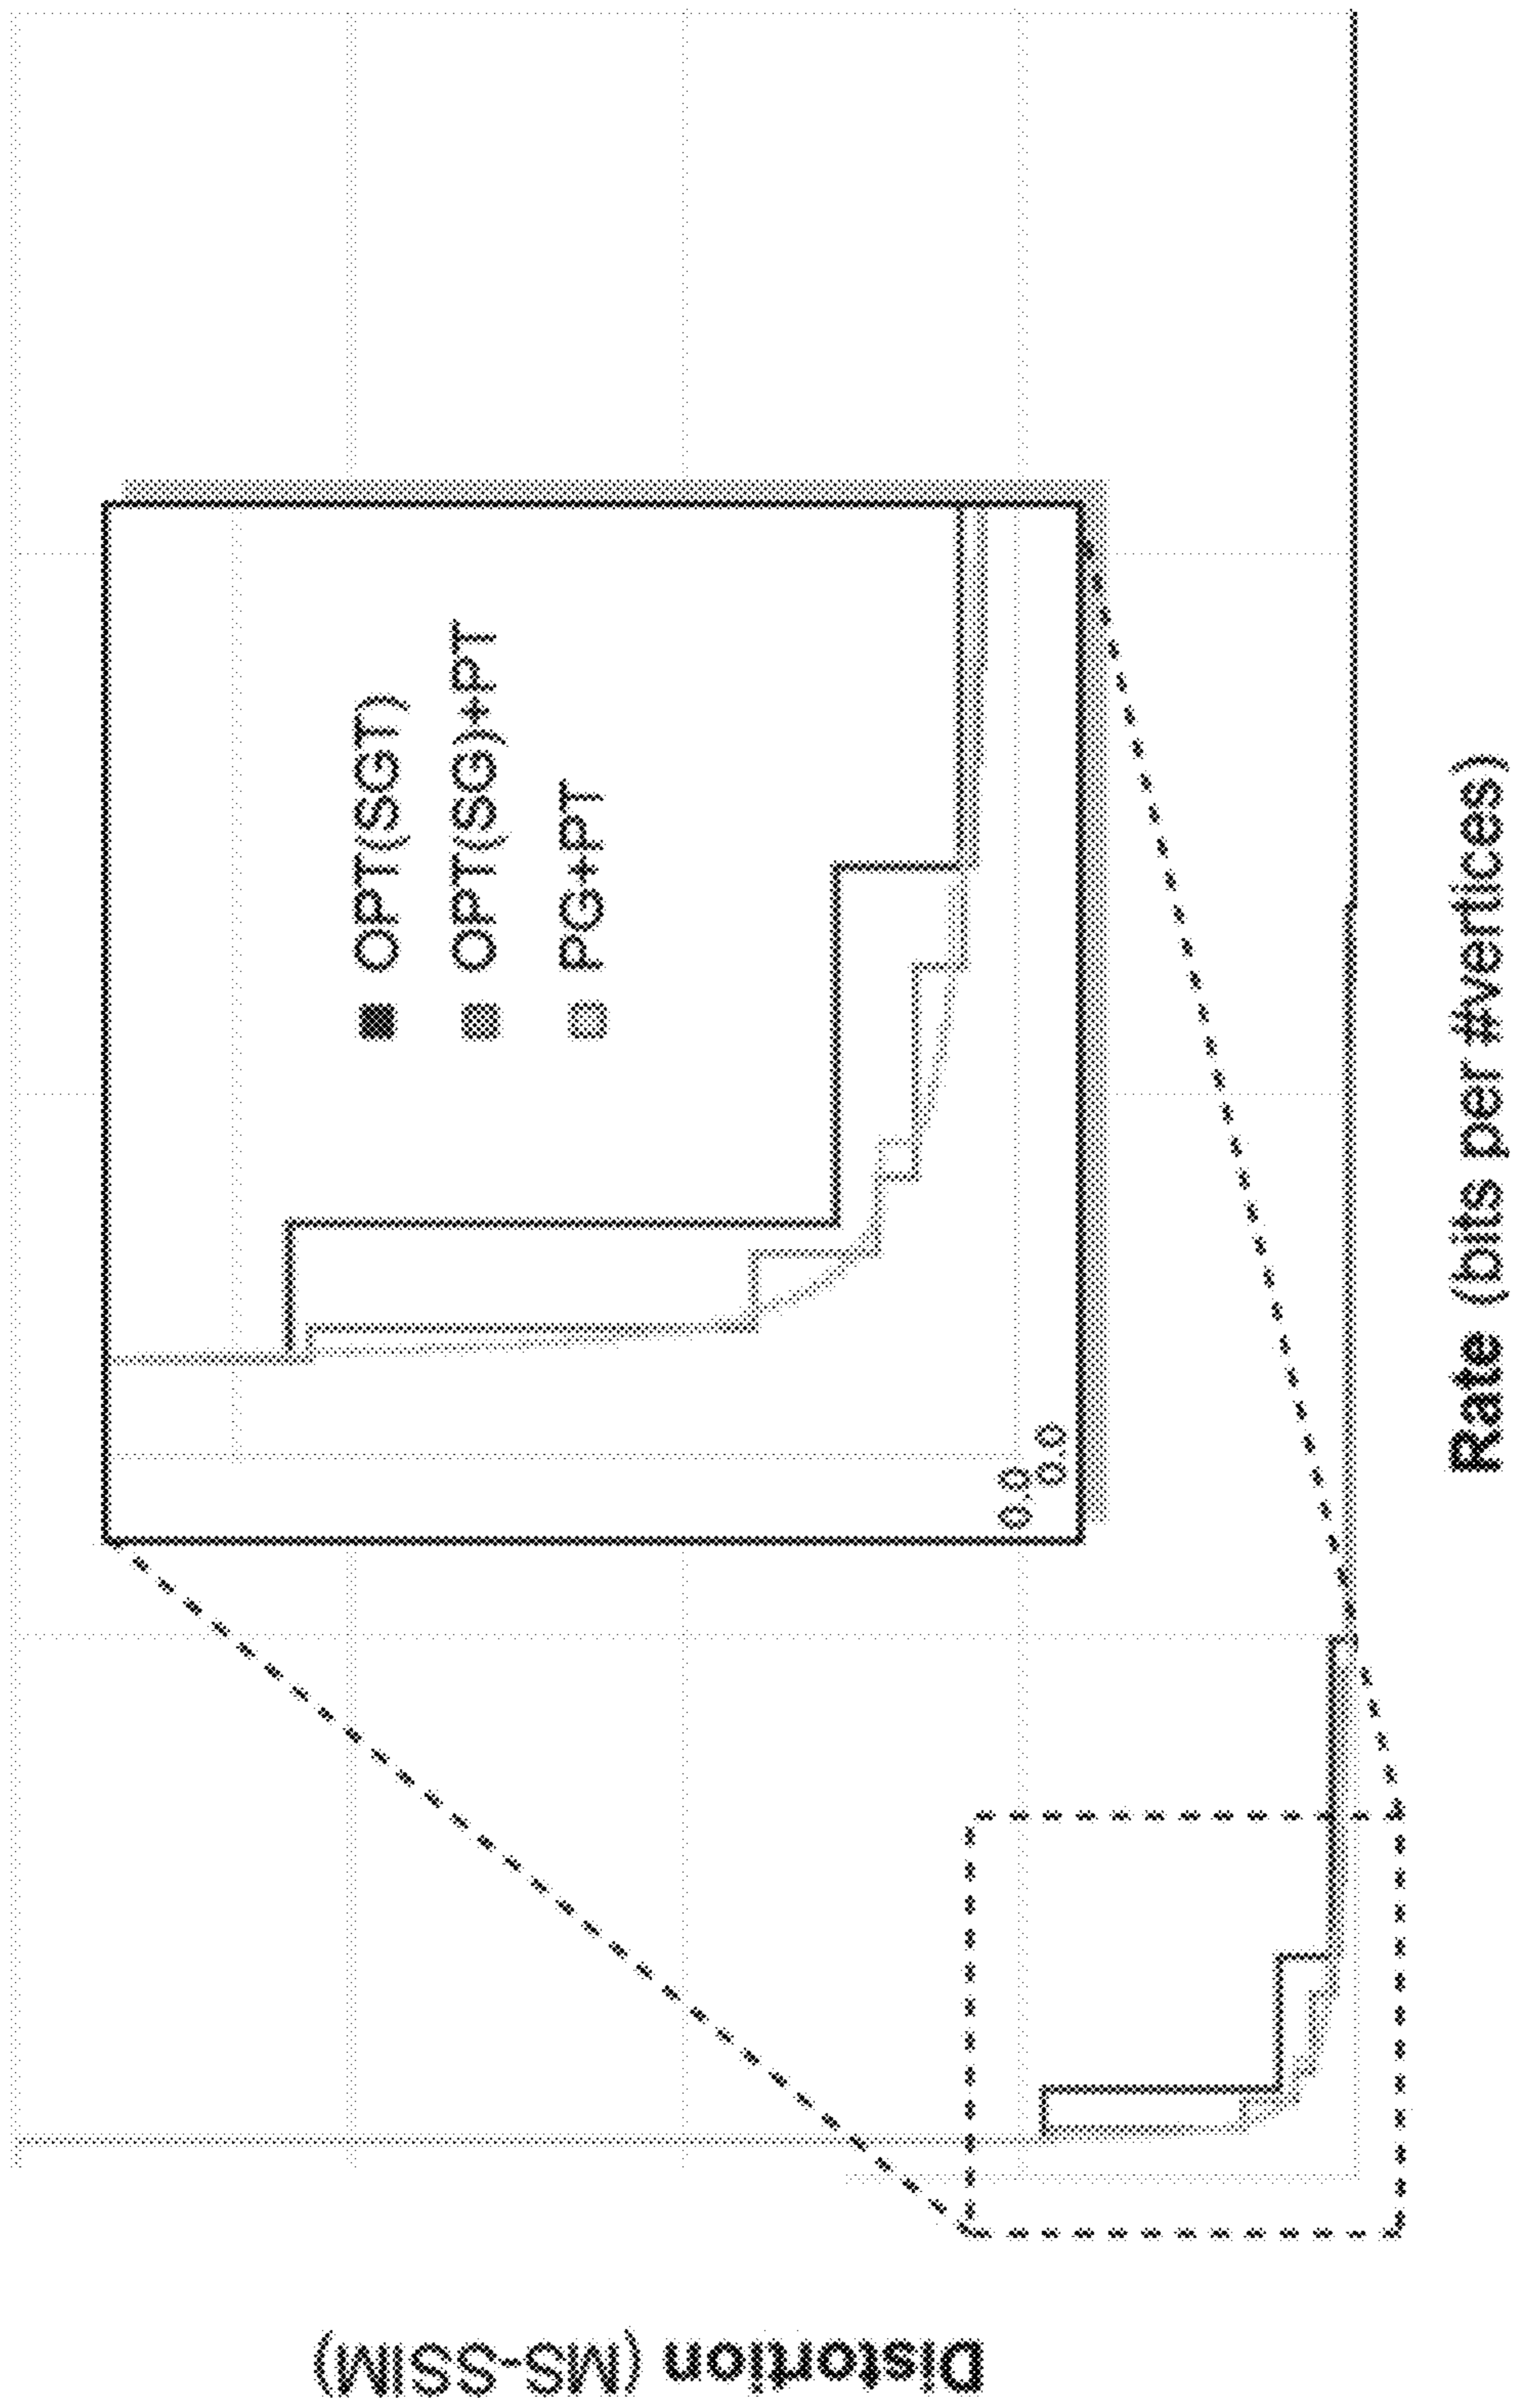 Distortion (MS-SSIM)
OPT(SGT)
OPT(SG)+PT
PG+PT
0.0
0.0
Rate (bits per #vertices)